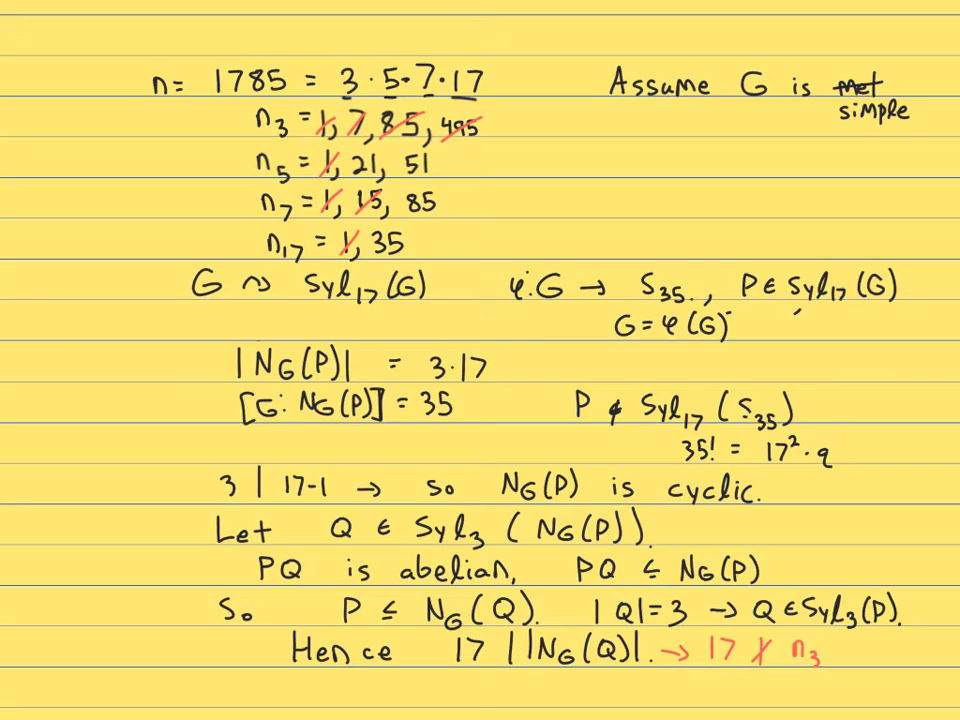 n = 1785 = 3 · 5 · 7 · 17 Assume G is met simple
n₃ = 1, 7, 85, 495
n₅ = 1, 21, 51
n₇ = 1, 15, 85
n₁₇ = 1, 35
G ↷ Syl₁₇(G) φ: G → S₃₅., P ∈ Syl₁₇(G)
G = φ(G)
|N_G(P)| = 3·17
[G: N_G(P)] = 35 P ∉ Syl₁₇(S₃₅)
35! = 17² · q
3 | 17-1 → so N_G(P) is cyclic.
Let Q ∈ Syl₃ (N_G(P)).
PQ is abelian, PQ ≤ N_G(P)
So P ≤ N_G(Q). |Q| = 3 → Q ∈ Syl₃(P).
Hence 17 | |N_G(Q)|. → 17 ∤ n₃